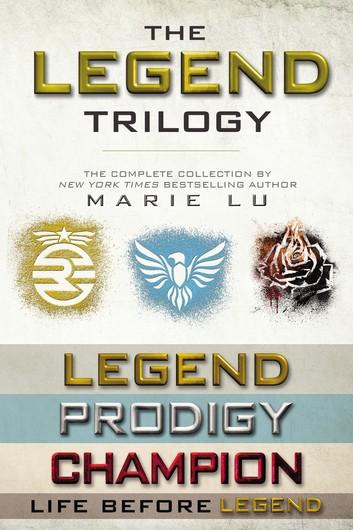 THE
LEGEND
TRILOGY
THE COMPLETE COLLECTION BY
NEW YORK TIMES BESTSELLING AUTHOR
MARIE LU
LEGEND
PRODIGY
CHAMPION
LIFE BEFORE LEGEND